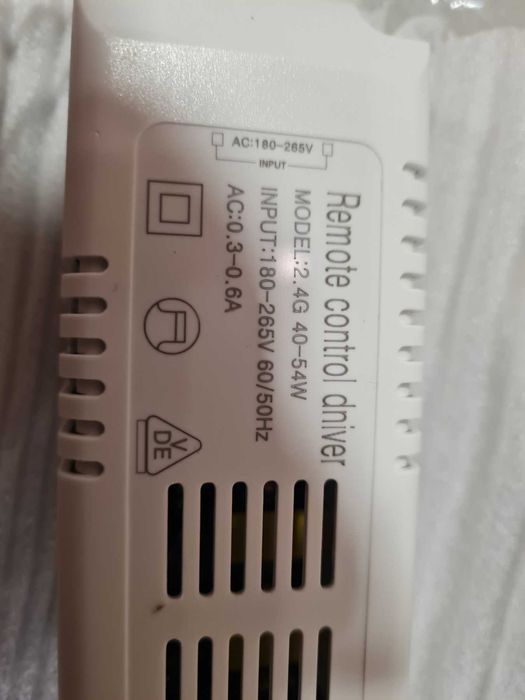 AC:180-265V
INPUT
Remote control dniver
MODEL:2.4G 40-54W
INPUT:180-265V 60/50Hz
AC:0.3-0.6A
VDE